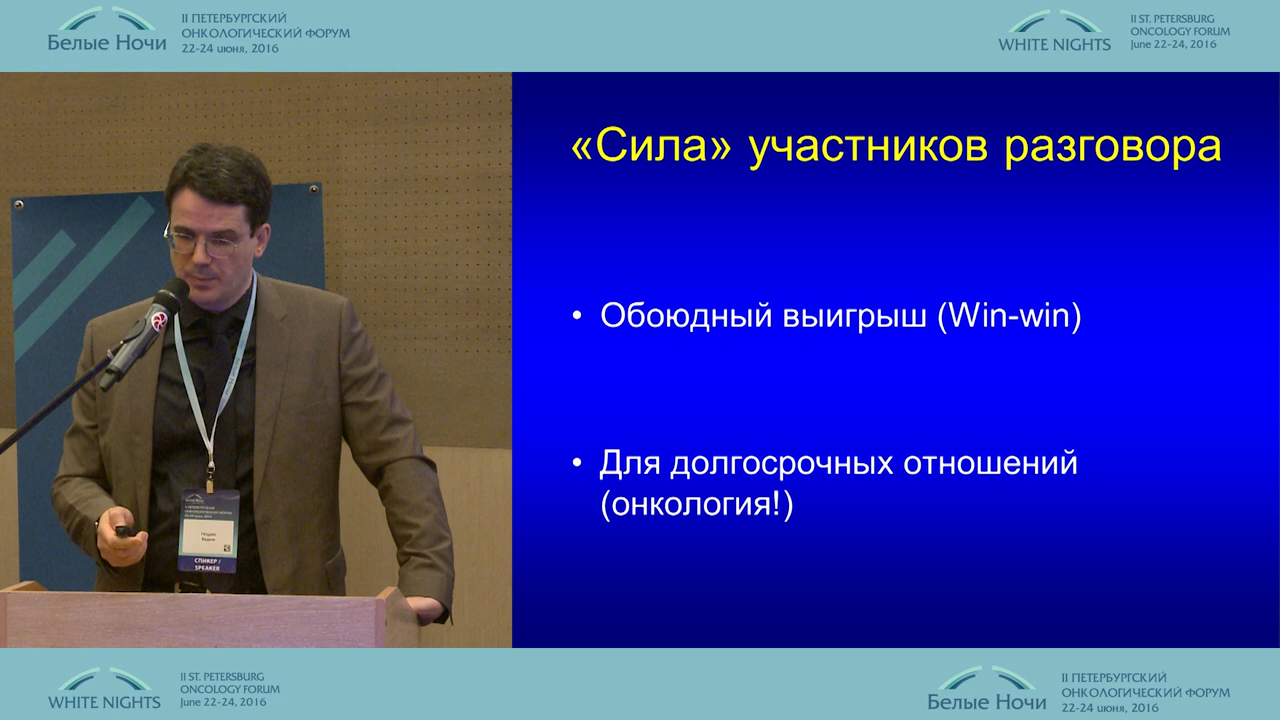 Белые Ночи
II ПЕТЕРБУРГСКИЙ
ОНКОЛОГИЧЕСКИЙ ФОРУМ
22-24 июня, 2016
WHITE NIGHTS
II ST. PETERSBURG
ONCOLOGY FORUM
June 22-24, 2016
«Сила» участников разговора
• Обоюдный выигрыш (Win-win)
• Для долгосрочных отношений
(онкология!)
СПИКЕР /
SPEAKER
WHITE NIGHTS
II ST. PETERSBURG
ONCOLOGY FORUM
June 22-24, 2016
Белые Ночи
II ПЕТЕРБУРГСКИЙ
ОНКОЛОГИЧЕСКИЙ ФОРУМ
22-24 июня, 2016